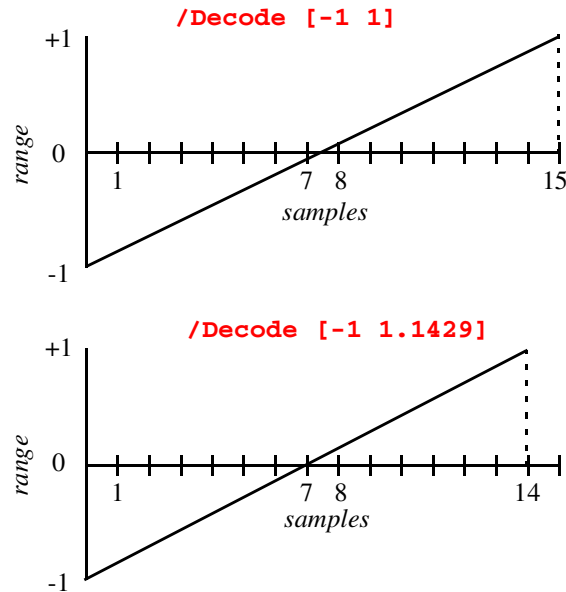 /Decode [-1 1]
+1
range
0
1
7
8
15
samples
-1
/Decode [-1 1.1429]
+1
range
0
1
7
8
14
samples
-1